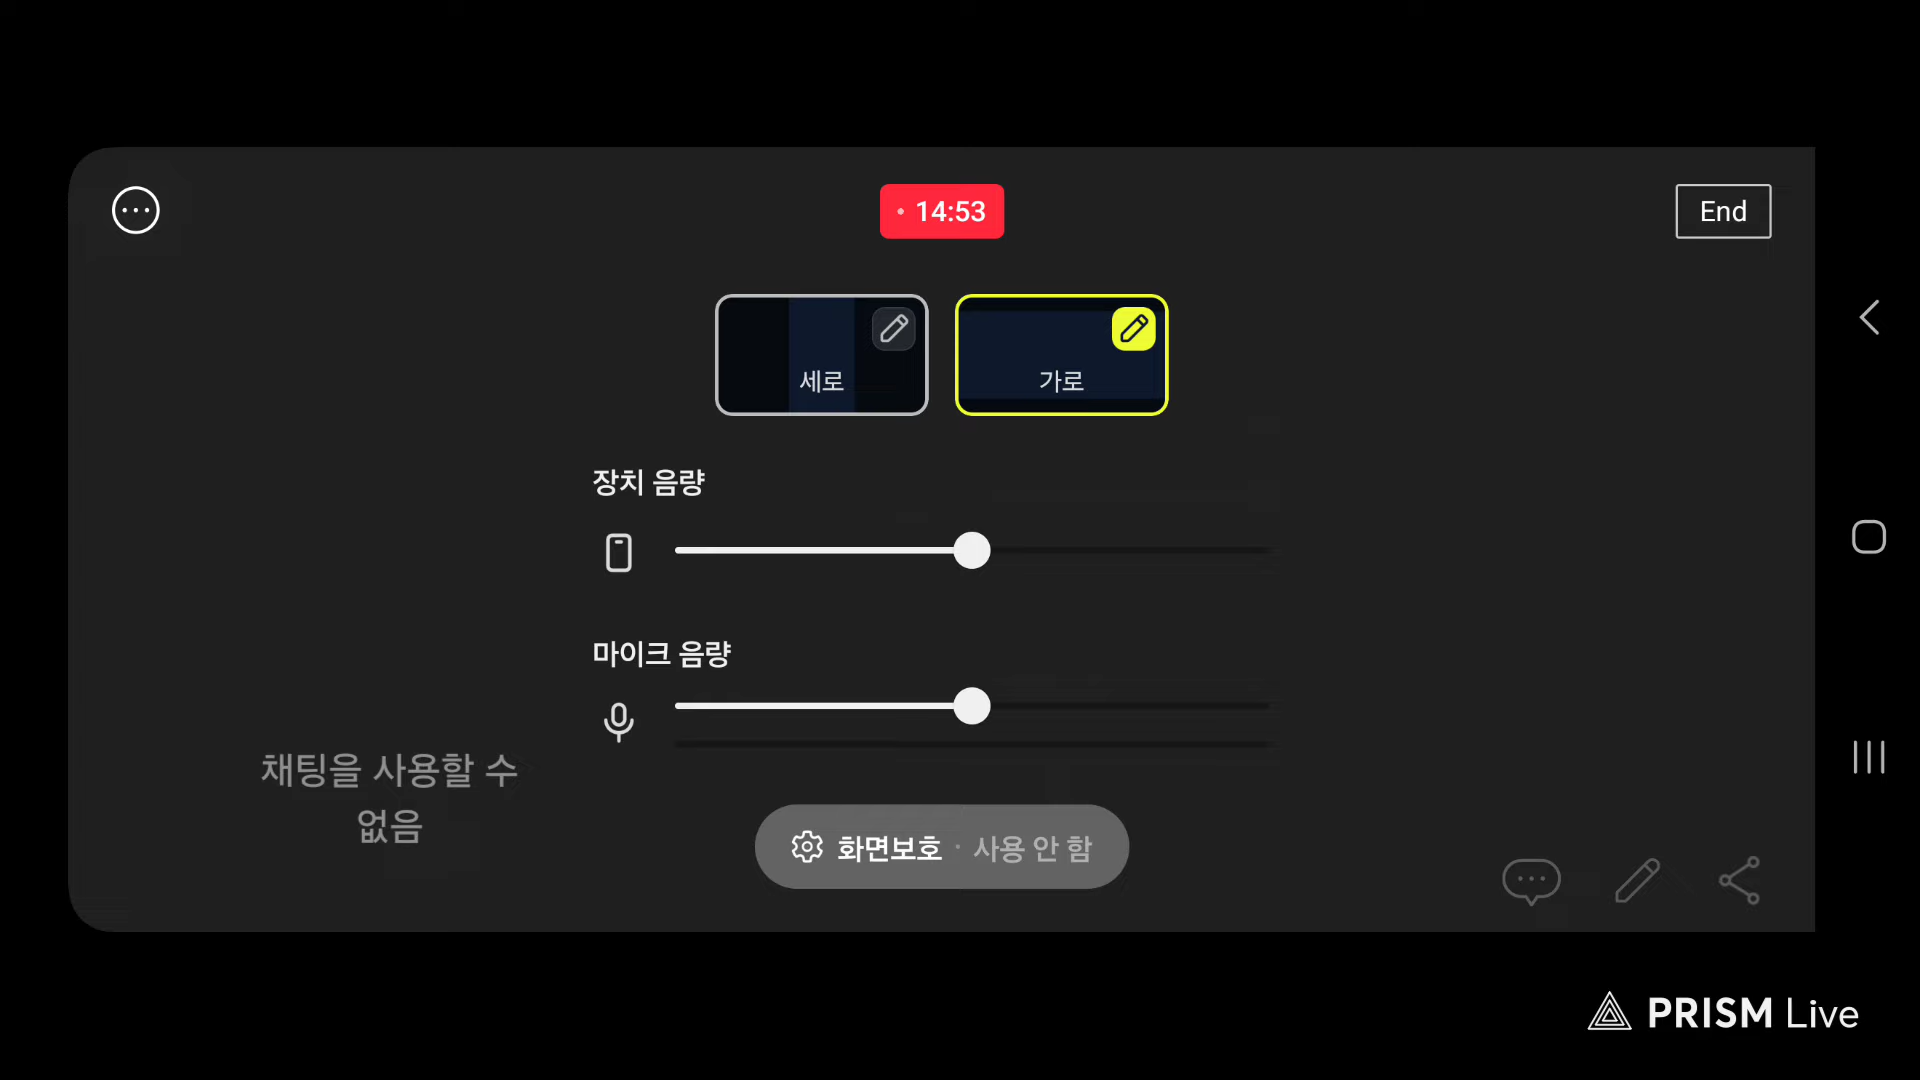 14:53
End
세로
가로
장치 음량
마이크 음량
채팅을 사용할 수
없음
화면보호 · 사용 안 함
PRISM Live